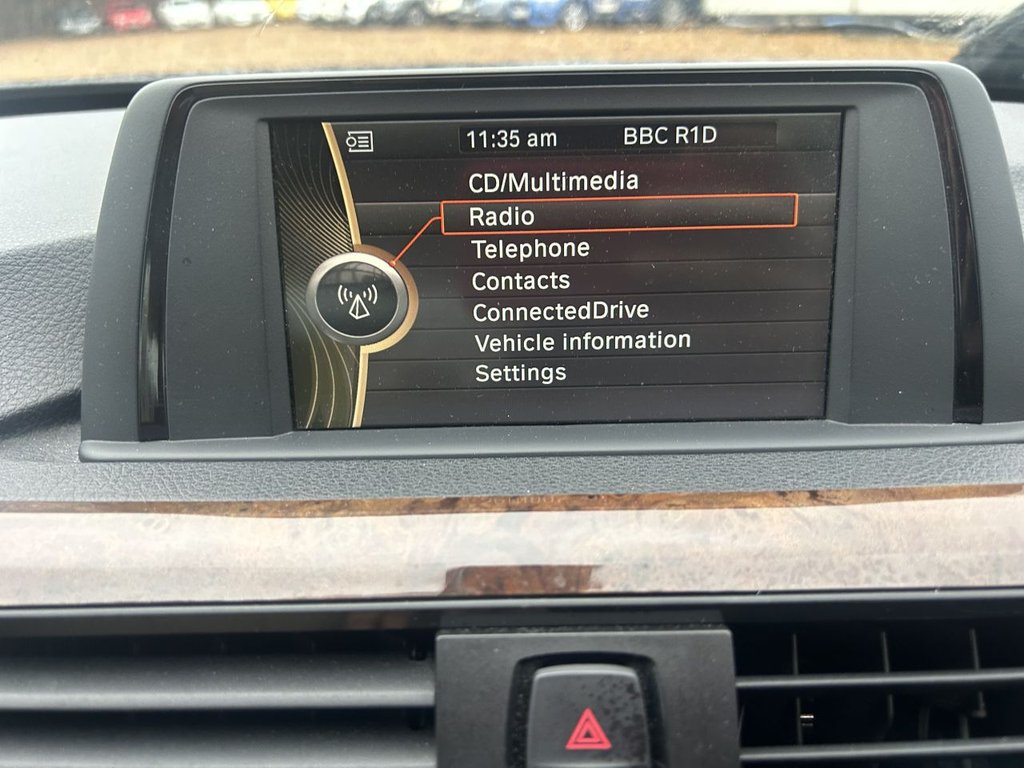 11:35 am BBC R1D
CD/Multimedia
Radio
Telephone
Contacts
ConnectedDrive
Vehicle information
Settings